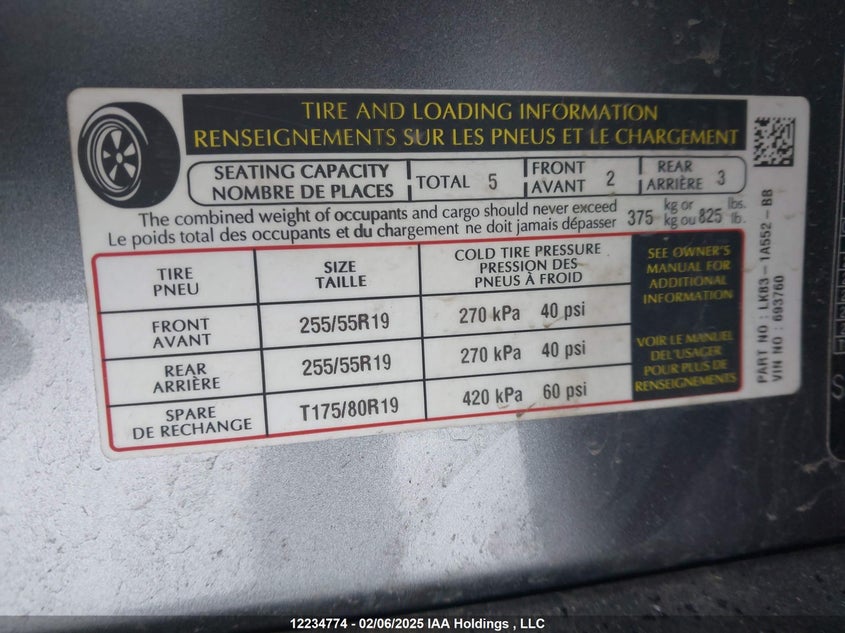 TIRE AND LOADING INFORMATION
RENSEIGNEMENTS SUR LES PNEUS ET LE CHARGEMENT
SEATING CAPACITY
NOMBRE DE PLACES
TOTAL 5
FRONT
AVANT 2
REAR
ARRIÈRE 3
The combined weight of occupants and cargo should never exceed 375 kg or 825 lbs.
Le poids total des occupants et du chargement ne doit jamais dépasser kg ou lb.
TIRE
PNEU
SIZE
TAILLE
COLD TIRE PRESSURE
PRESSION DES
PNEUS À FROID
FRONT
AVANT
255/55R19
270 kPa 40 psi
REAR
ARRIÈRE
255/55R19
270 kPa 40 psi
SPARE
DE RECHANGE
T175/80R19
420 kPa 60 psi
SEE OWNER'S
MANUAL FOR
ADDITIONAL
INFORMATION
VOIR LE MANUEL
DE L'USAGER
POUR PLUS DE
RENSEIGNEMENTS
PART NO : LK83-1A552-BB
VIN NO : 693760
12234774 - 02/06/2025 IAA Holdings , LLC